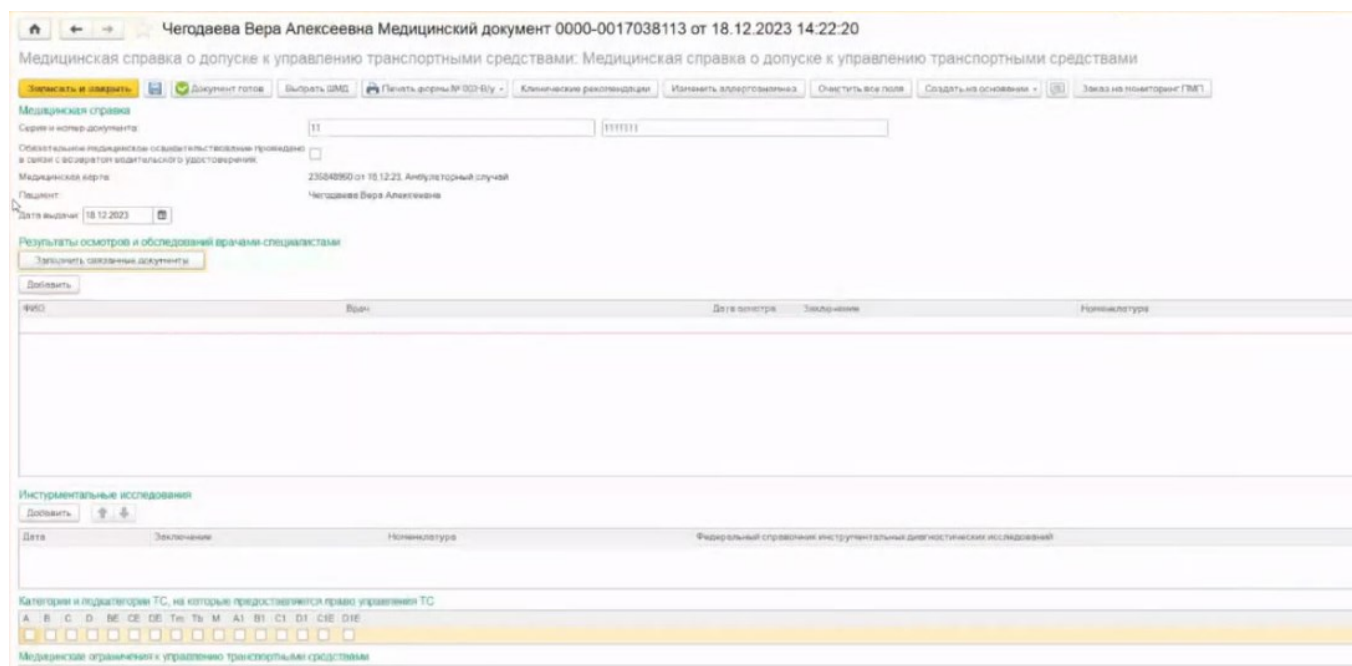 Чегодаева Вера Алексеевна Медицинский документ 0000-0017038113 от 18.12.2023 14:22:20
Медицинская справка о допуске к управлению транспортными средствами: Медицинская справка о допуске к управлению транспортными средствами
Записать и закрыть Документ готов Выбрать ШМД Печать формы № 003-В/у Клинические рекомендации Изменить аллергоанамнез Очистить все поля Создать на основании Заказ на мониторинг ПМП
Медицинская справка
Серия и номер документа: 11 1111111
Обязательное медицинское освидетельствование проведено
в связи с возвратом водительского удостоверения:
Медицинская карта: 235848960 от 18.12.23, Амбулаторный случай
Пациент: Чегодаева Вера Алексеевна
Дата выдачи: 18.12.2023
Результаты осмотров и обследований врачами-специалистами
Заполнить связанные документы
Добавить
ФИО Врач Дата осмотра Заключение Номенклатура
Инстурментальные исследования
Добавить
Дата Заключение Номенклатура Федеральный справочник инструментальных диагностических исследований
Категории и подкатегории ТС, на которые предоставляется право управления ТС
A B C D BE CE DE Tm Tb M A1 B1 C1 D1 C1E D1E
Медицинские ограничения к управлению транспортными средствами